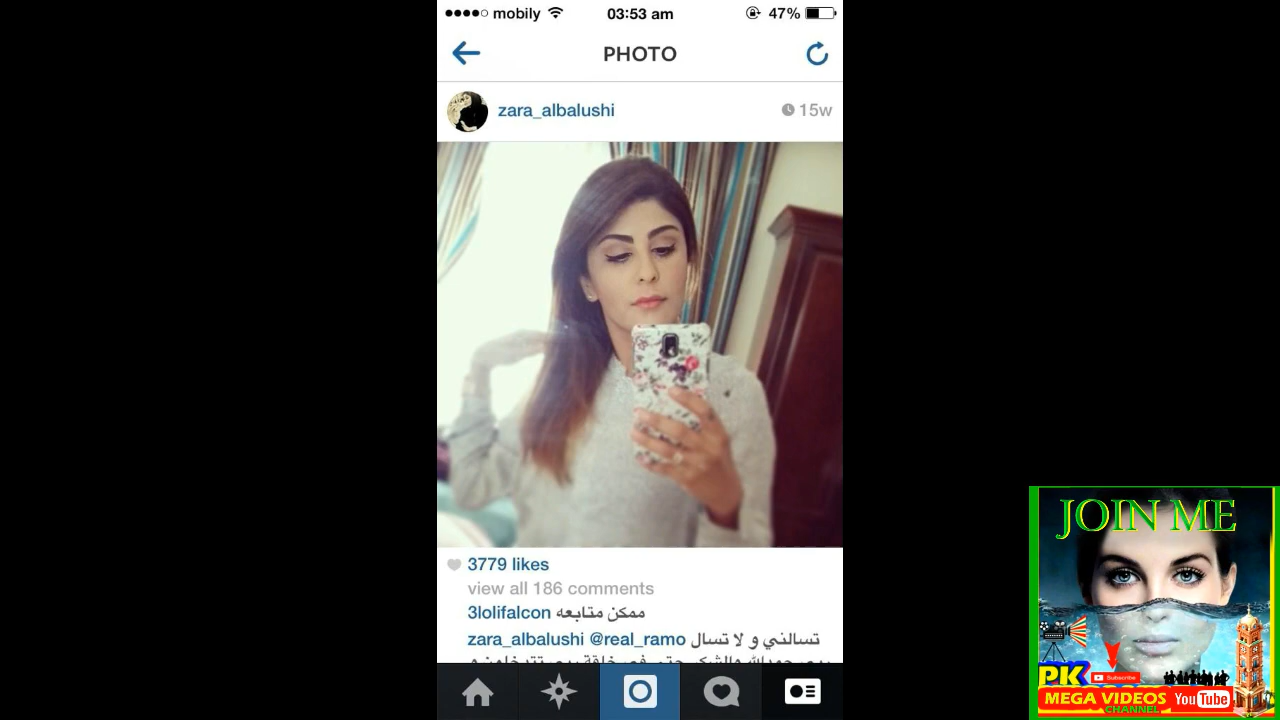 mobily 03:53 am 47%
PHOTO
zara_albalushi 15w
3779 likes
view all 186 comments
3lolifalcon ممكن متابعه
zara_albalushi @real_ramo تسالني و لا تسال
JOIN ME
PK
Subscribe
MEGA VIDEOS YouTube
CHANNEL